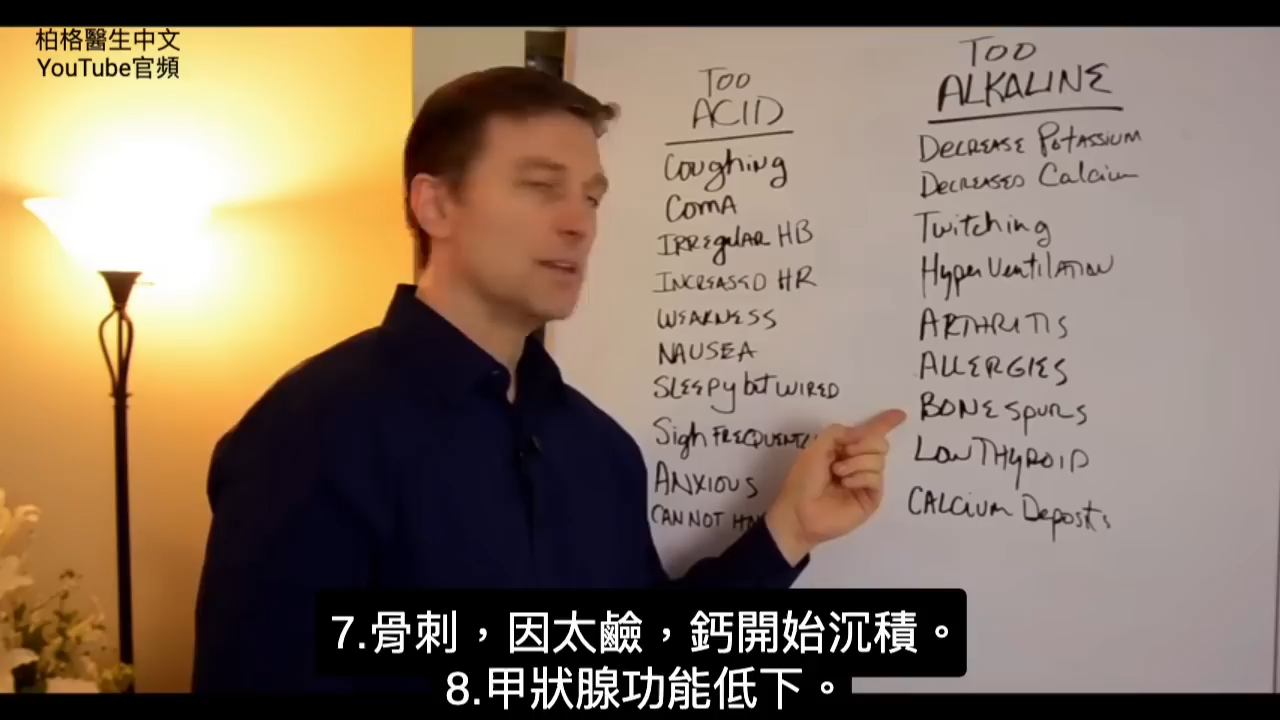 柏格醫生中文
YouTube官頻
TOO
ACID
Coughing
COMA
IRREgulAR HB
INCREASED HR
WEAKNESS
NAUSEA
SLEEPy but WIRED
Sigh FREQUENTLY
ANXIOUS
CANNOT
TOO
ALKALINE
DECREASE POtASSIUM
DECREASED Calcium
Twitching
HyperVentilATION
ARTHRITIS
ALLERGIES
BONE SPURS
LOW THYROID
CALCIUM Deposits
7.骨刺，因太鹼，鈣開始沉積。
8.甲狀腺功能低下。